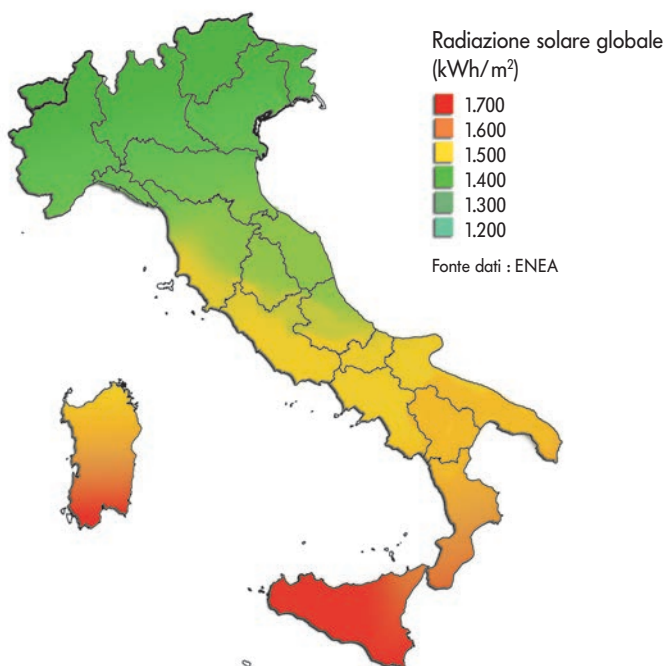 Radiazione solare globale
(kWh/m²)
1.700
1.600
1.500
1.400
1.300
1.200
Fonte dati : ENEA